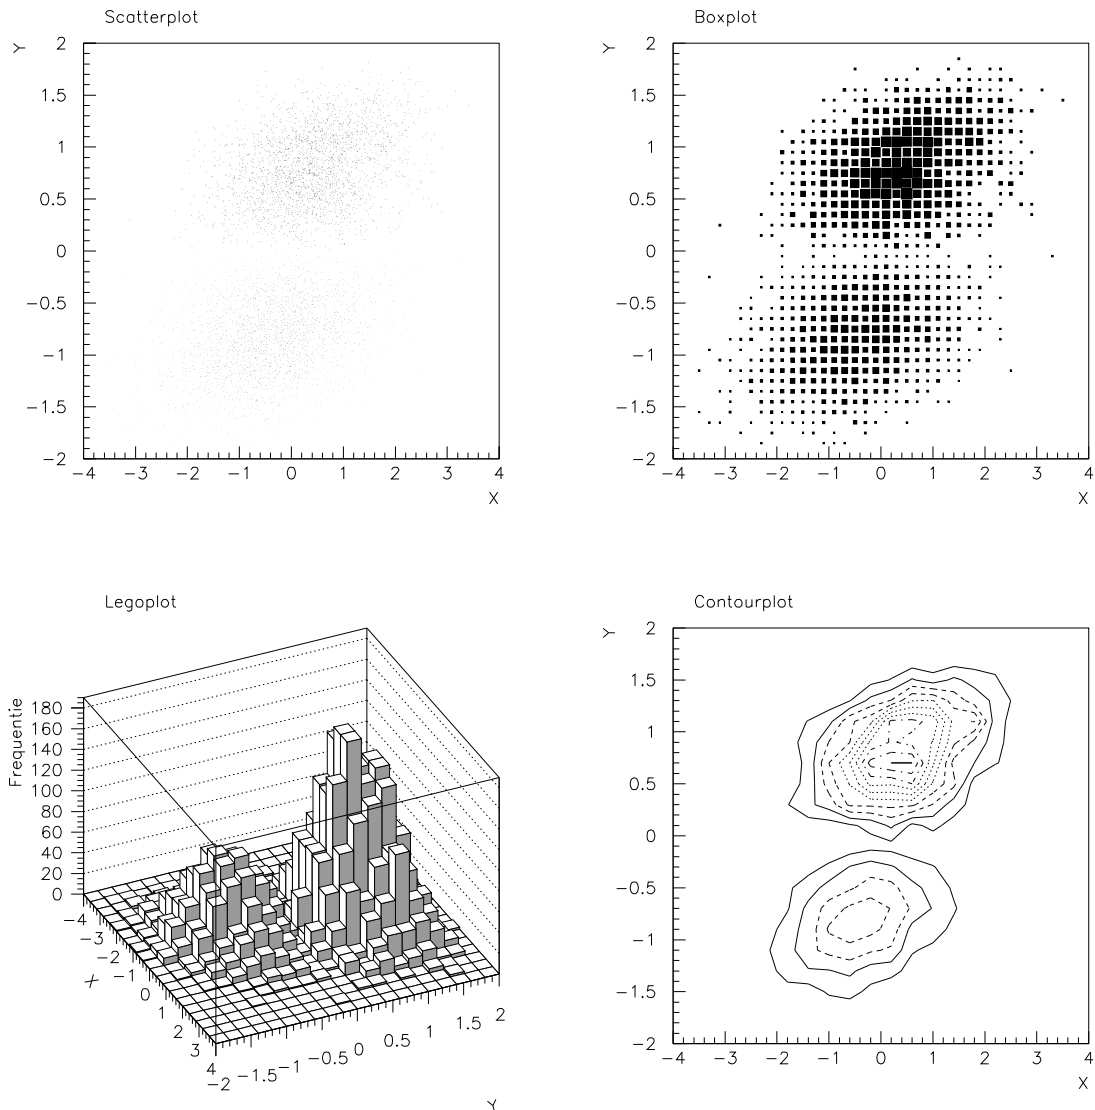 Scatterplot
Y
2
1.5
1
0.5
0
−0.5
−1
−1.5
−2
−4 −3 −2 −1 0 1 2 3 4
X
Boxplot
Y
2
1.5
1
0.5
0
−0.5
−1
−1.5
−2
−4 −3 −2 −1 0 1 2 3 4
X
Legoplot
Frequentie
180
160
140
120
100
80
60
40
20
0
−4 −3 −2 −1 0 1 2 3 4
X
−2 −1.5 −1 −0.5 0 0.5 1 1.5 2
Y
Contourplot
Y
2
1.5
1
0.5
0
−0.5
−1
−1.5
−2
−4 −3 −2 −1 0 1 2 3 4
X